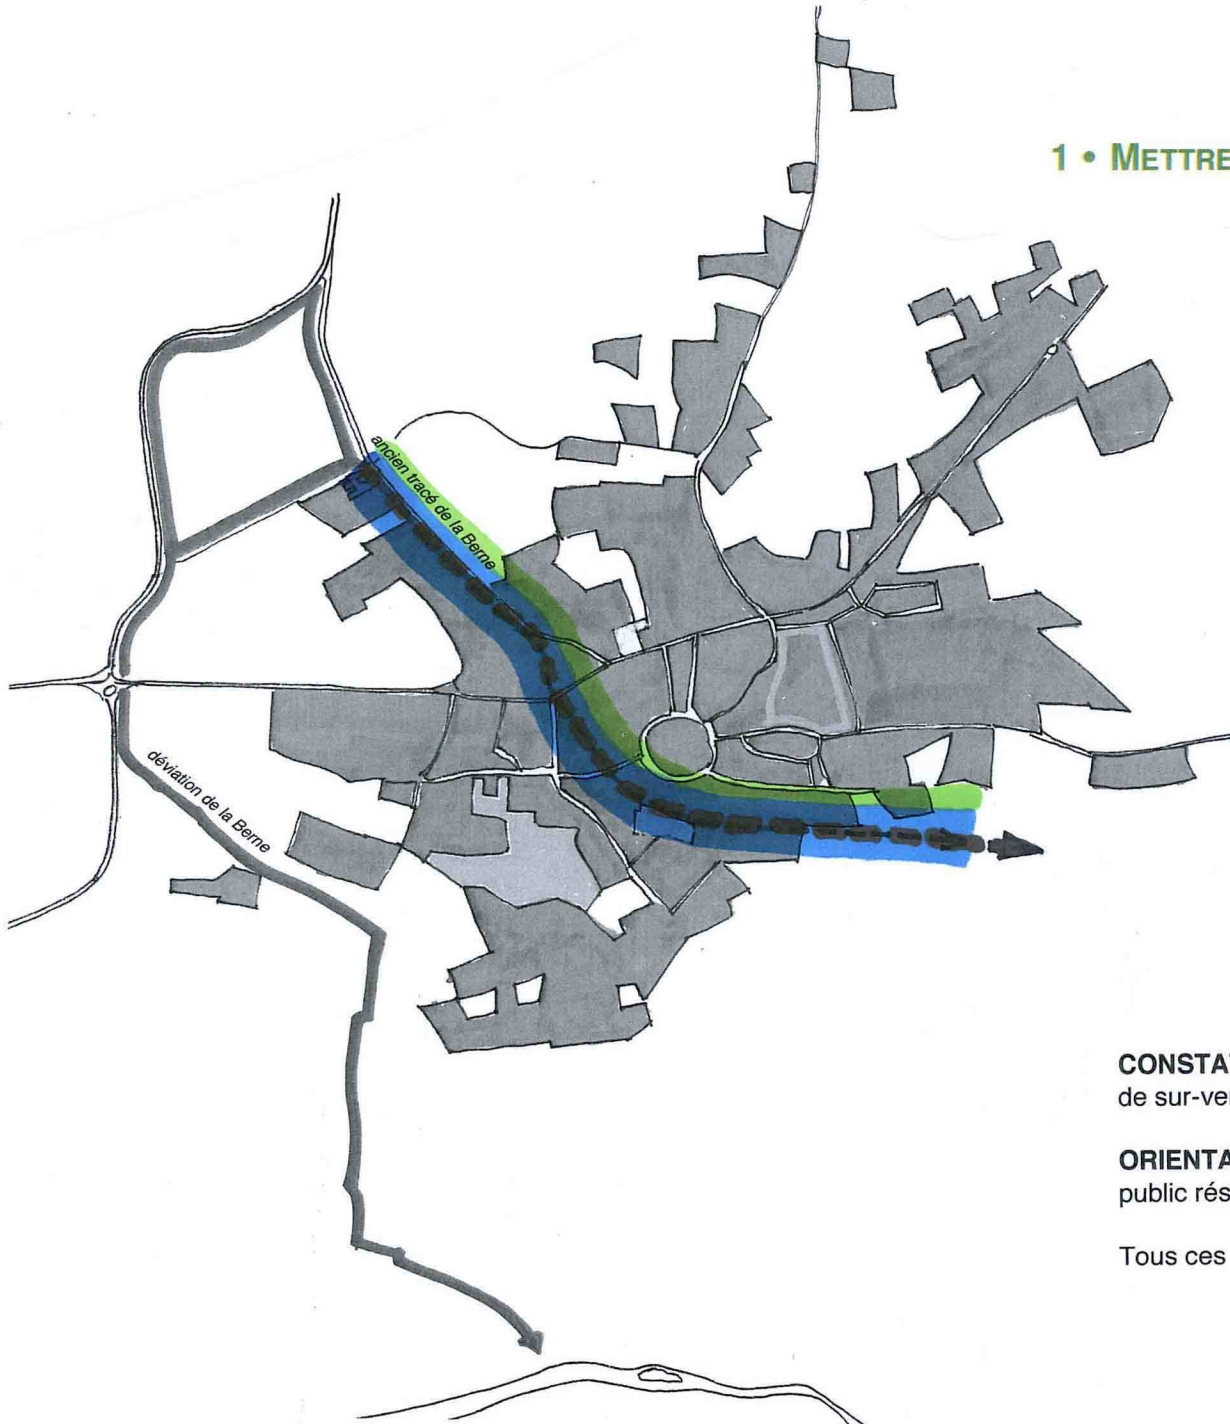 1 • METTRE
ancien tracé de la Berne
déviation de la Berne
CONSTAT
de sur-ve
ORIENTA
public rés
Tous ces